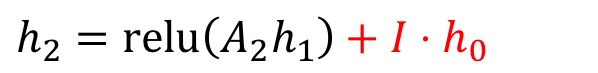 h₂ = relu(A₂h₁) + I · h₀